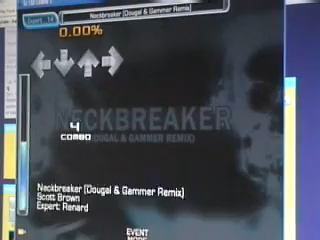 Neckbreaker (Dougal & Gammer Remix)
Expert 14
0.00%
NECKBREAKER
(DOUGAL & GAMMER REMIX)
4
COMBO
Neckbreaker (Dougal & Gammer Remix)
Scott Brown
Expert: Renard
EVENT
MODE